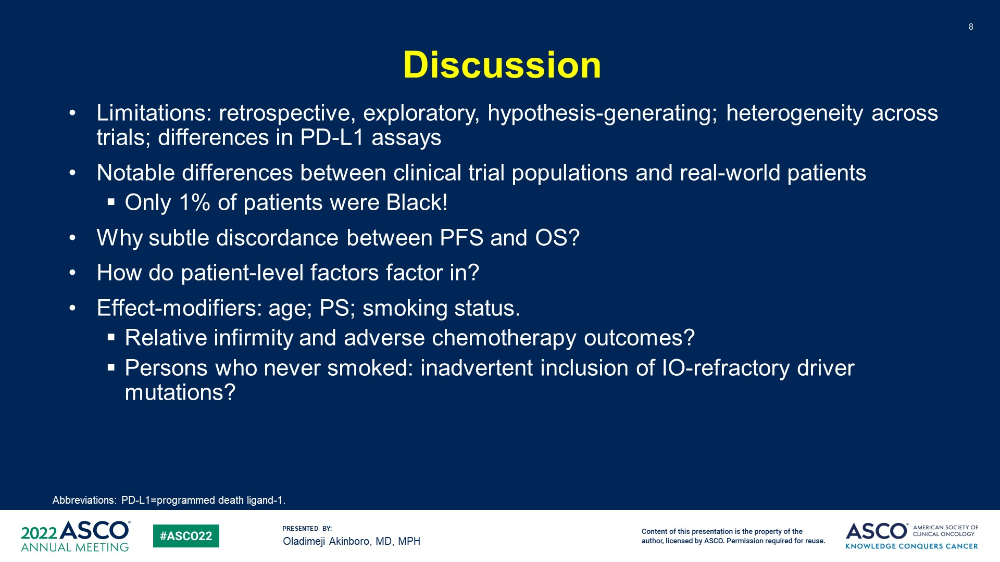 8
Discussion
• Limitations: retrospective, exploratory, hypothesis-generating; heterogeneity across
trials; differences in PD-L1 assays
• Notable differences between clinical trial populations and real-world patients
▪ Only 1% of patients were Black!
• Why subtle discordance between PFS and OS?
• How do patient-level factors factor in?
• Effect-modifiers: age; PS; smoking status.
▪ Relative infirmity and adverse chemotherapy outcomes?
▪ Persons who never smoked: inadvertent inclusion of IO-refractory driver
mutations?
Abbreviations: PD-L1=programmed death ligand-1.
2022 ASCO®
ANNUAL MEETING
#ASCO22
PRESENTED BY:
Oladimeji Akinboro, MD, MPH
Content of this presentation is the property of the
author, licensed by ASCO. Permission required for reuse.
ASCO® AMERICAN SOCIETY OF
CLINICAL ONCOLOGY
KNOWLEDGE CONQUERS CANCER